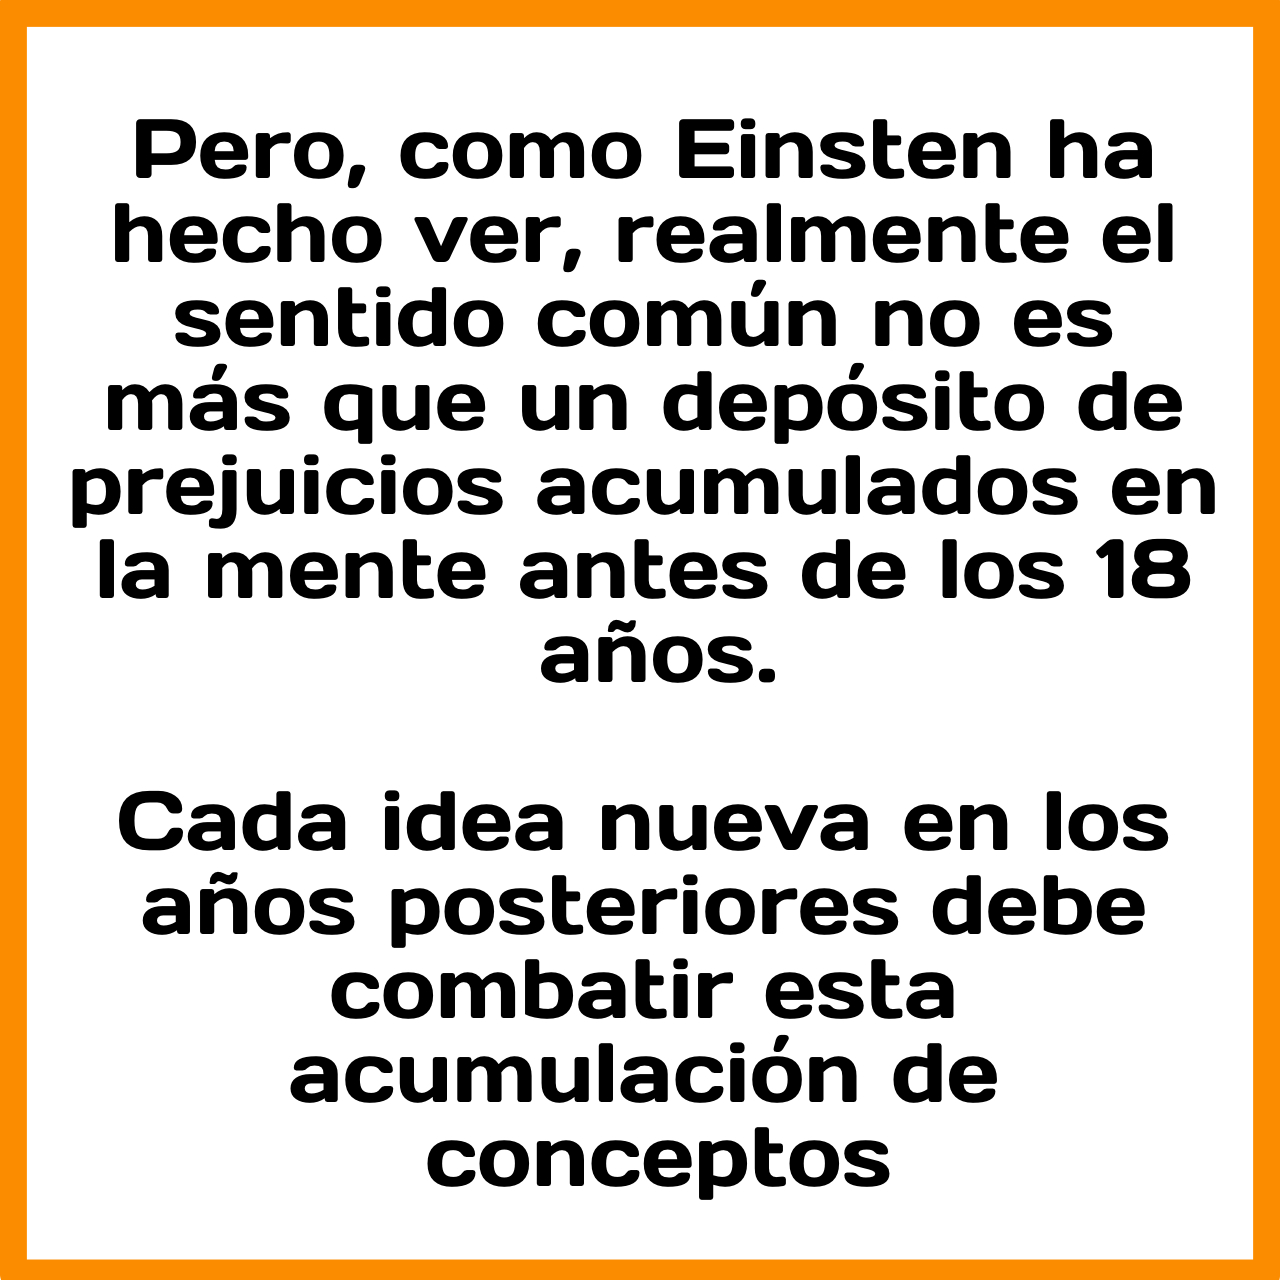 Pero, como Einsten ha
hecho ver, realmente el
sentido común no es
más que un depósito de
prejuicios acumulados en
la mente antes de los 18
años.
Cada idea nueva en los
años posteriores debe
combatir esta
acumulación de
conceptos